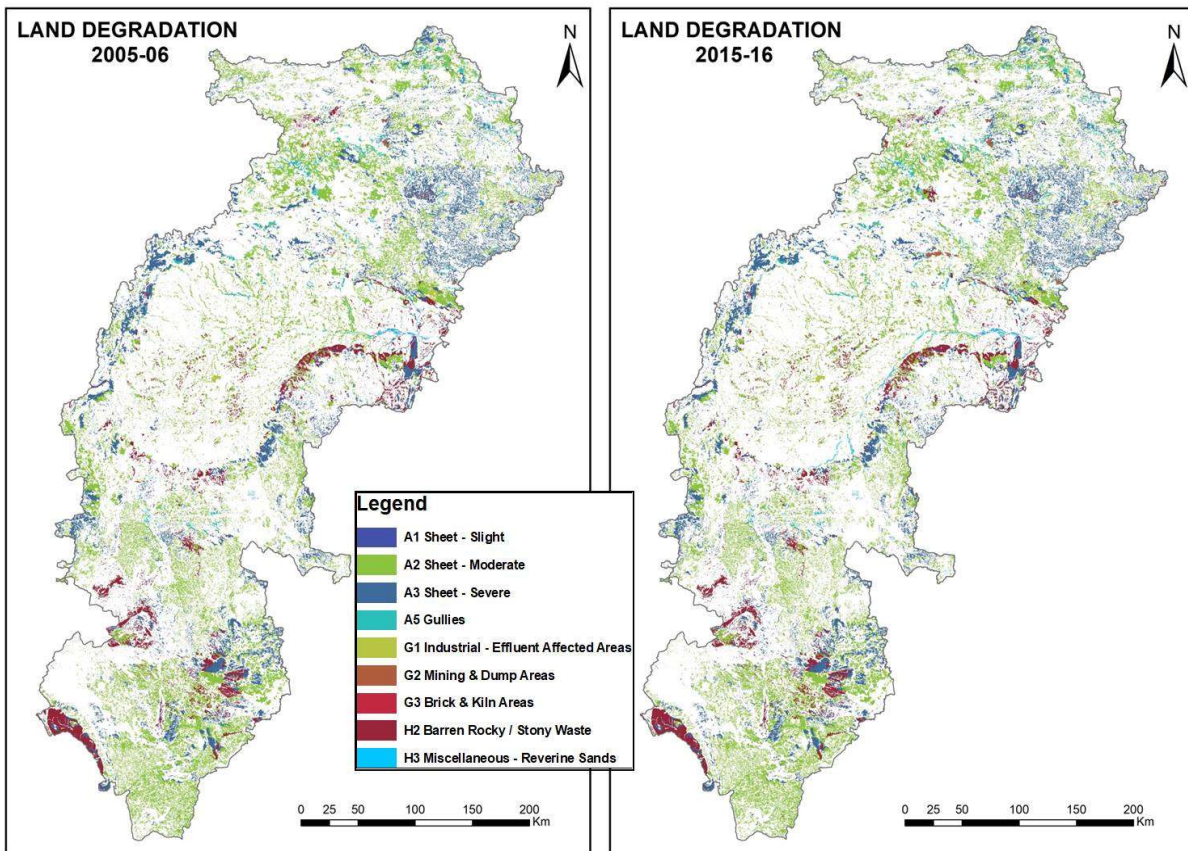 LAND DEGRADATION
2005-06
N
LAND DEGRADATION
2015-16
N
Legend
A1 Sheet - Slight
A2 Sheet - Moderate
A3 Sheet - Severe
A5 Gullies
G1 Industrial - Effluent Affected Areas
G2 Mining & Dump Areas
G3 Brick & Kiln Areas
H2 Barren Rocky / Stony Waste
H3 Miscellaneous - Reverine Sands
0 25 50 100 150 200
Km
0 25 50 100 150 200
Km